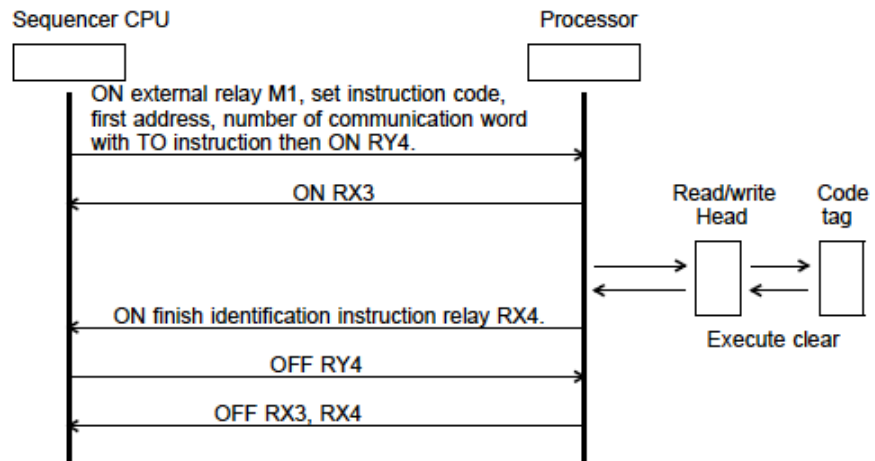 Sequencer CPU
Processor
ON external relay M1, set instruction code,
first address, number of communication word
with TO instruction then ON RY4.
ON RX3
Read/write
Head
Code
tag
ON finish identification instruction relay RX4.
Execute clear
OFF RY4
OFF RX3, RX4